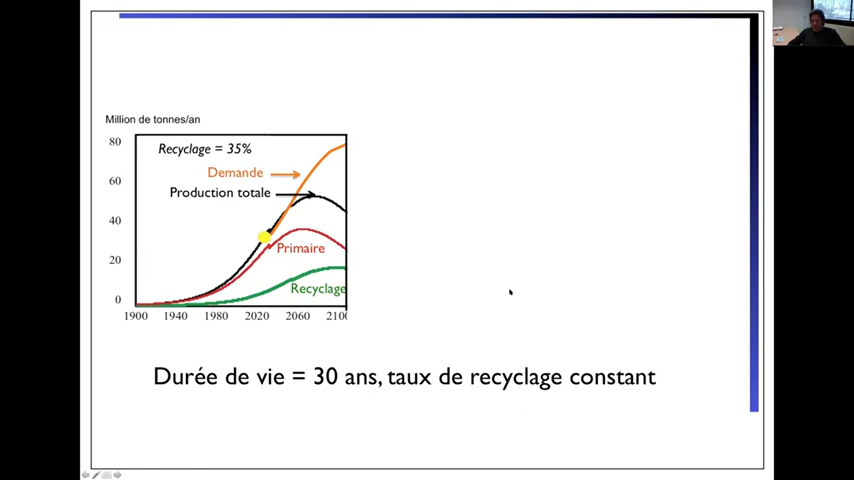 Million de tonnes/an
80
Recyclage = 35%
Demande
60
Production totale
40
Primaire
20
Recyclage
0
1900 1940 1980 2020 2060 2100
Durée de vie = 30 ans, taux de recyclage constant